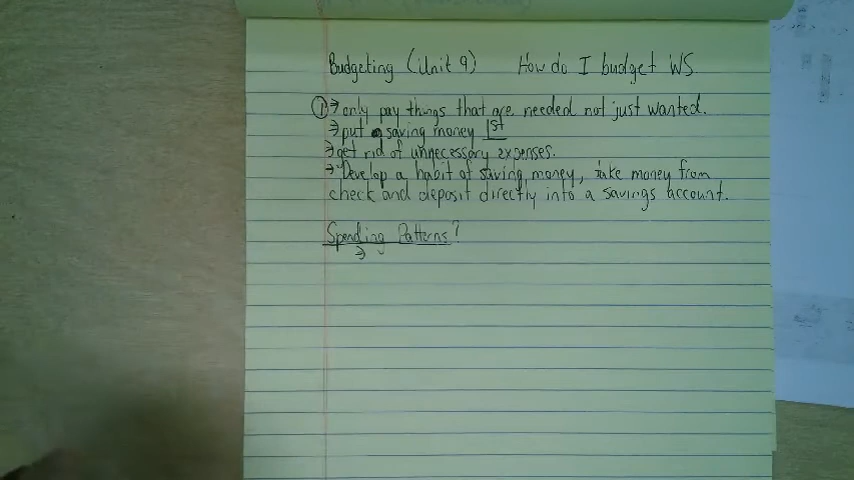 Budgeting (Unit 9) How do I budget WS.
① → only pay things that are needed not just wanted.
→ put saving money 1st
→ get rid of unnecessary expenses.
→ Develop a habit of saving money, take money from
check and deposit directly into a savings account.
Spending Patterns?
→